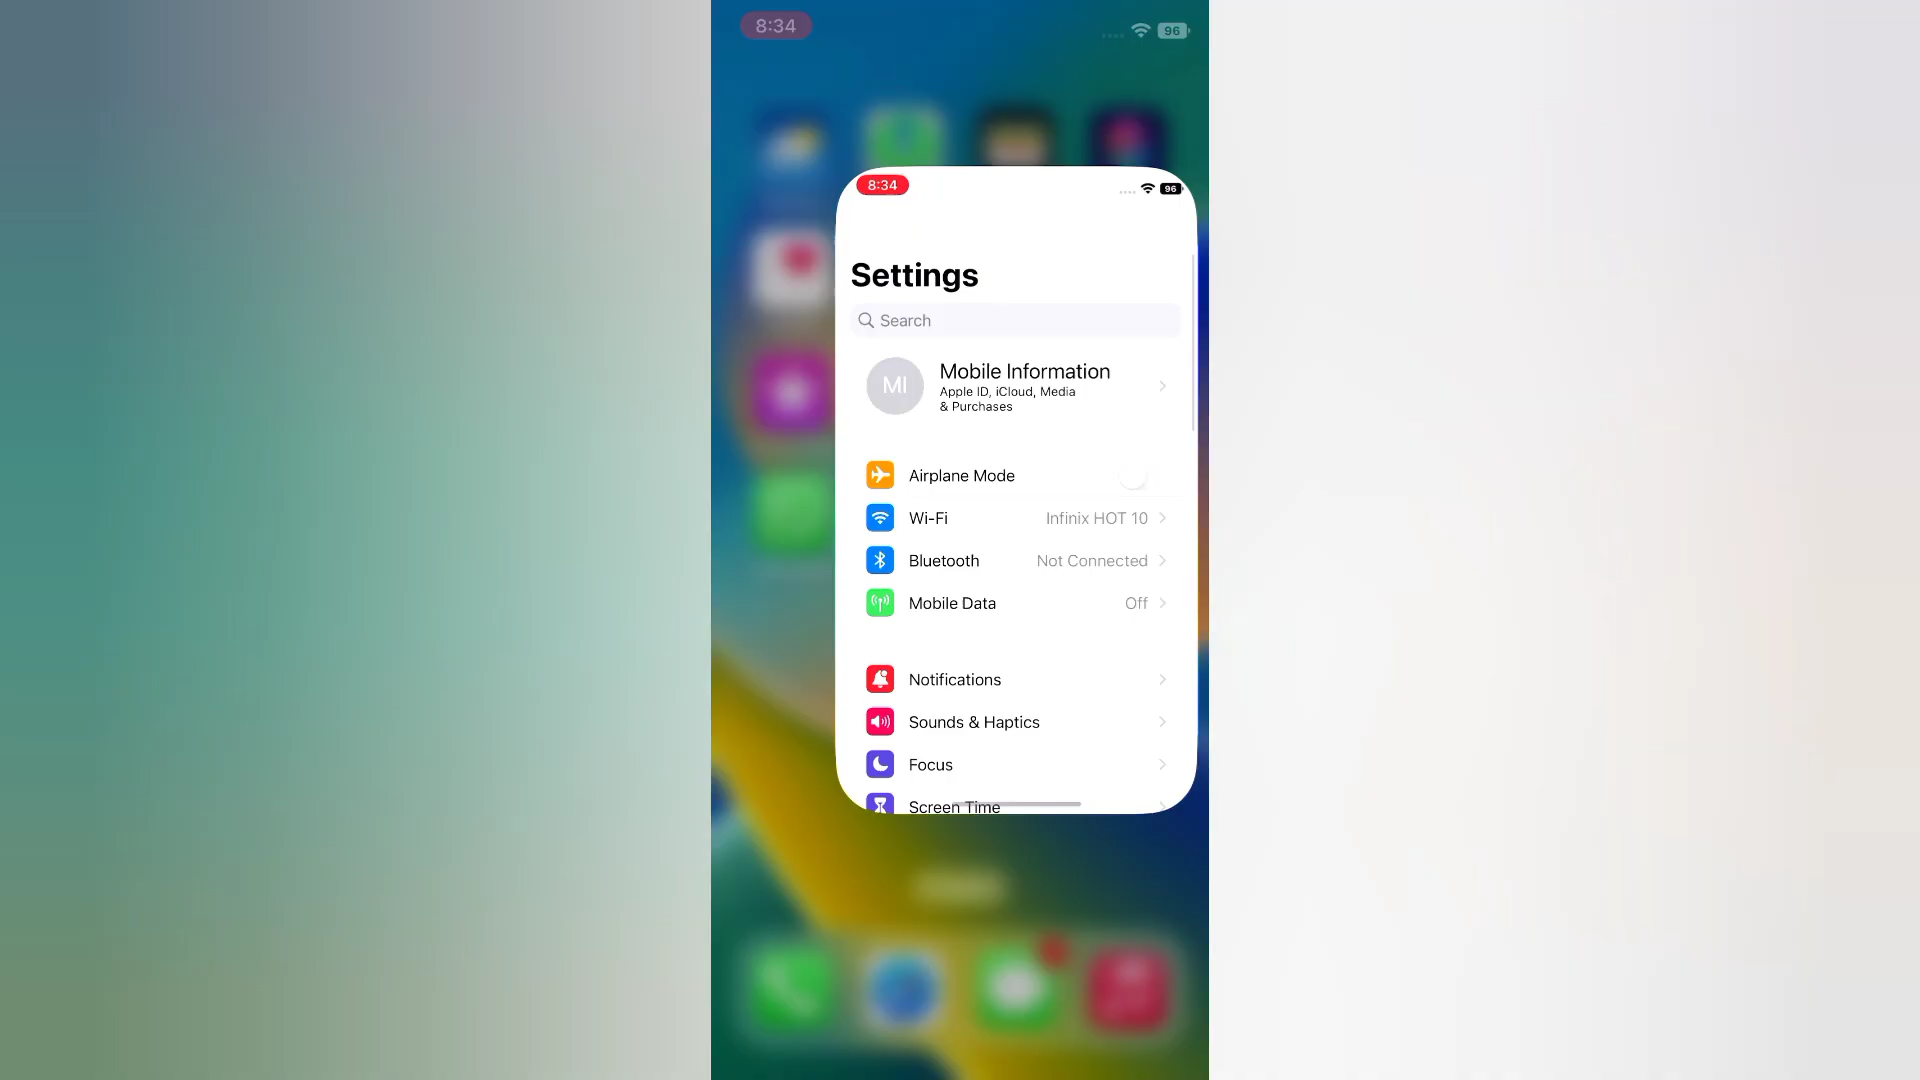 8:34
96
8:34
96
Settings
Search
MI
Mobile Information
Apple ID, iCloud, Media
& Purchases
Airplane Mode
Wi-Fi
Infinix HOT 10
Bluetooth
Not Connected
Mobile Data
Off
Notifications
Sounds & Haptics
Focus
Screen Time